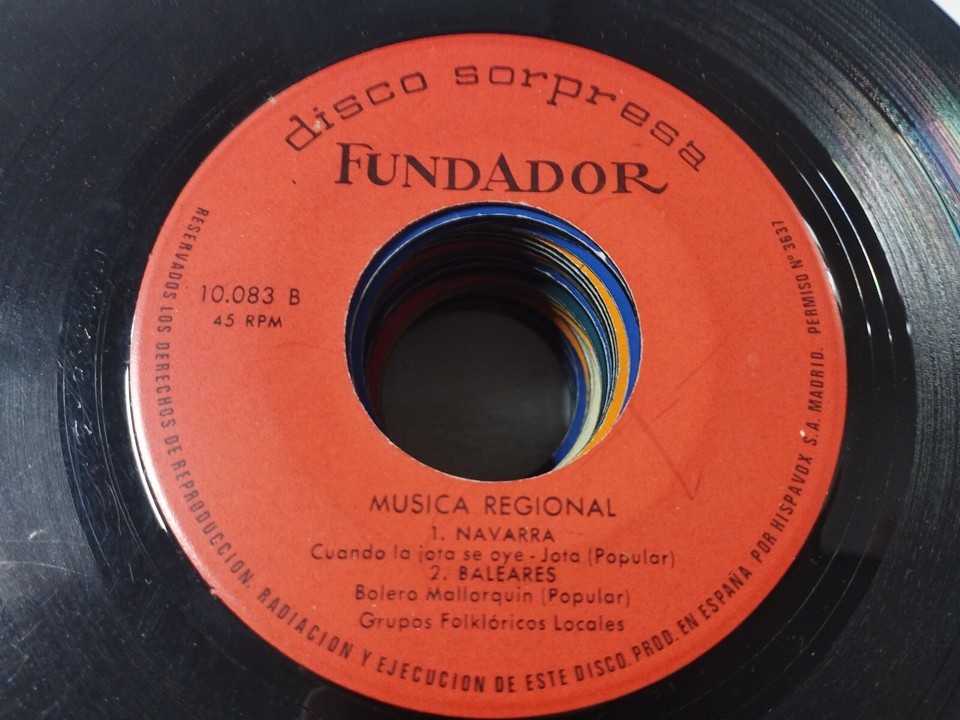 disco sorpresa
FUNDADOR
10.083 B
45 RPM
MUSICA REGIONAL
1. NAVARRA
Cuando la jota se oye - Jota (Popular)
2. BALEARES
Bolero Mallorquin (Popular)
Grupos Folklóricos Locales
RESERVADOS LOS DERECHOS DE REPRODUCCION, RADIACION Y EJECUCION DE ESTE DISCO. PROD. EN ESPAÑA POR HISPAVOX S.A. MADRID. PERMISO Nº 3637